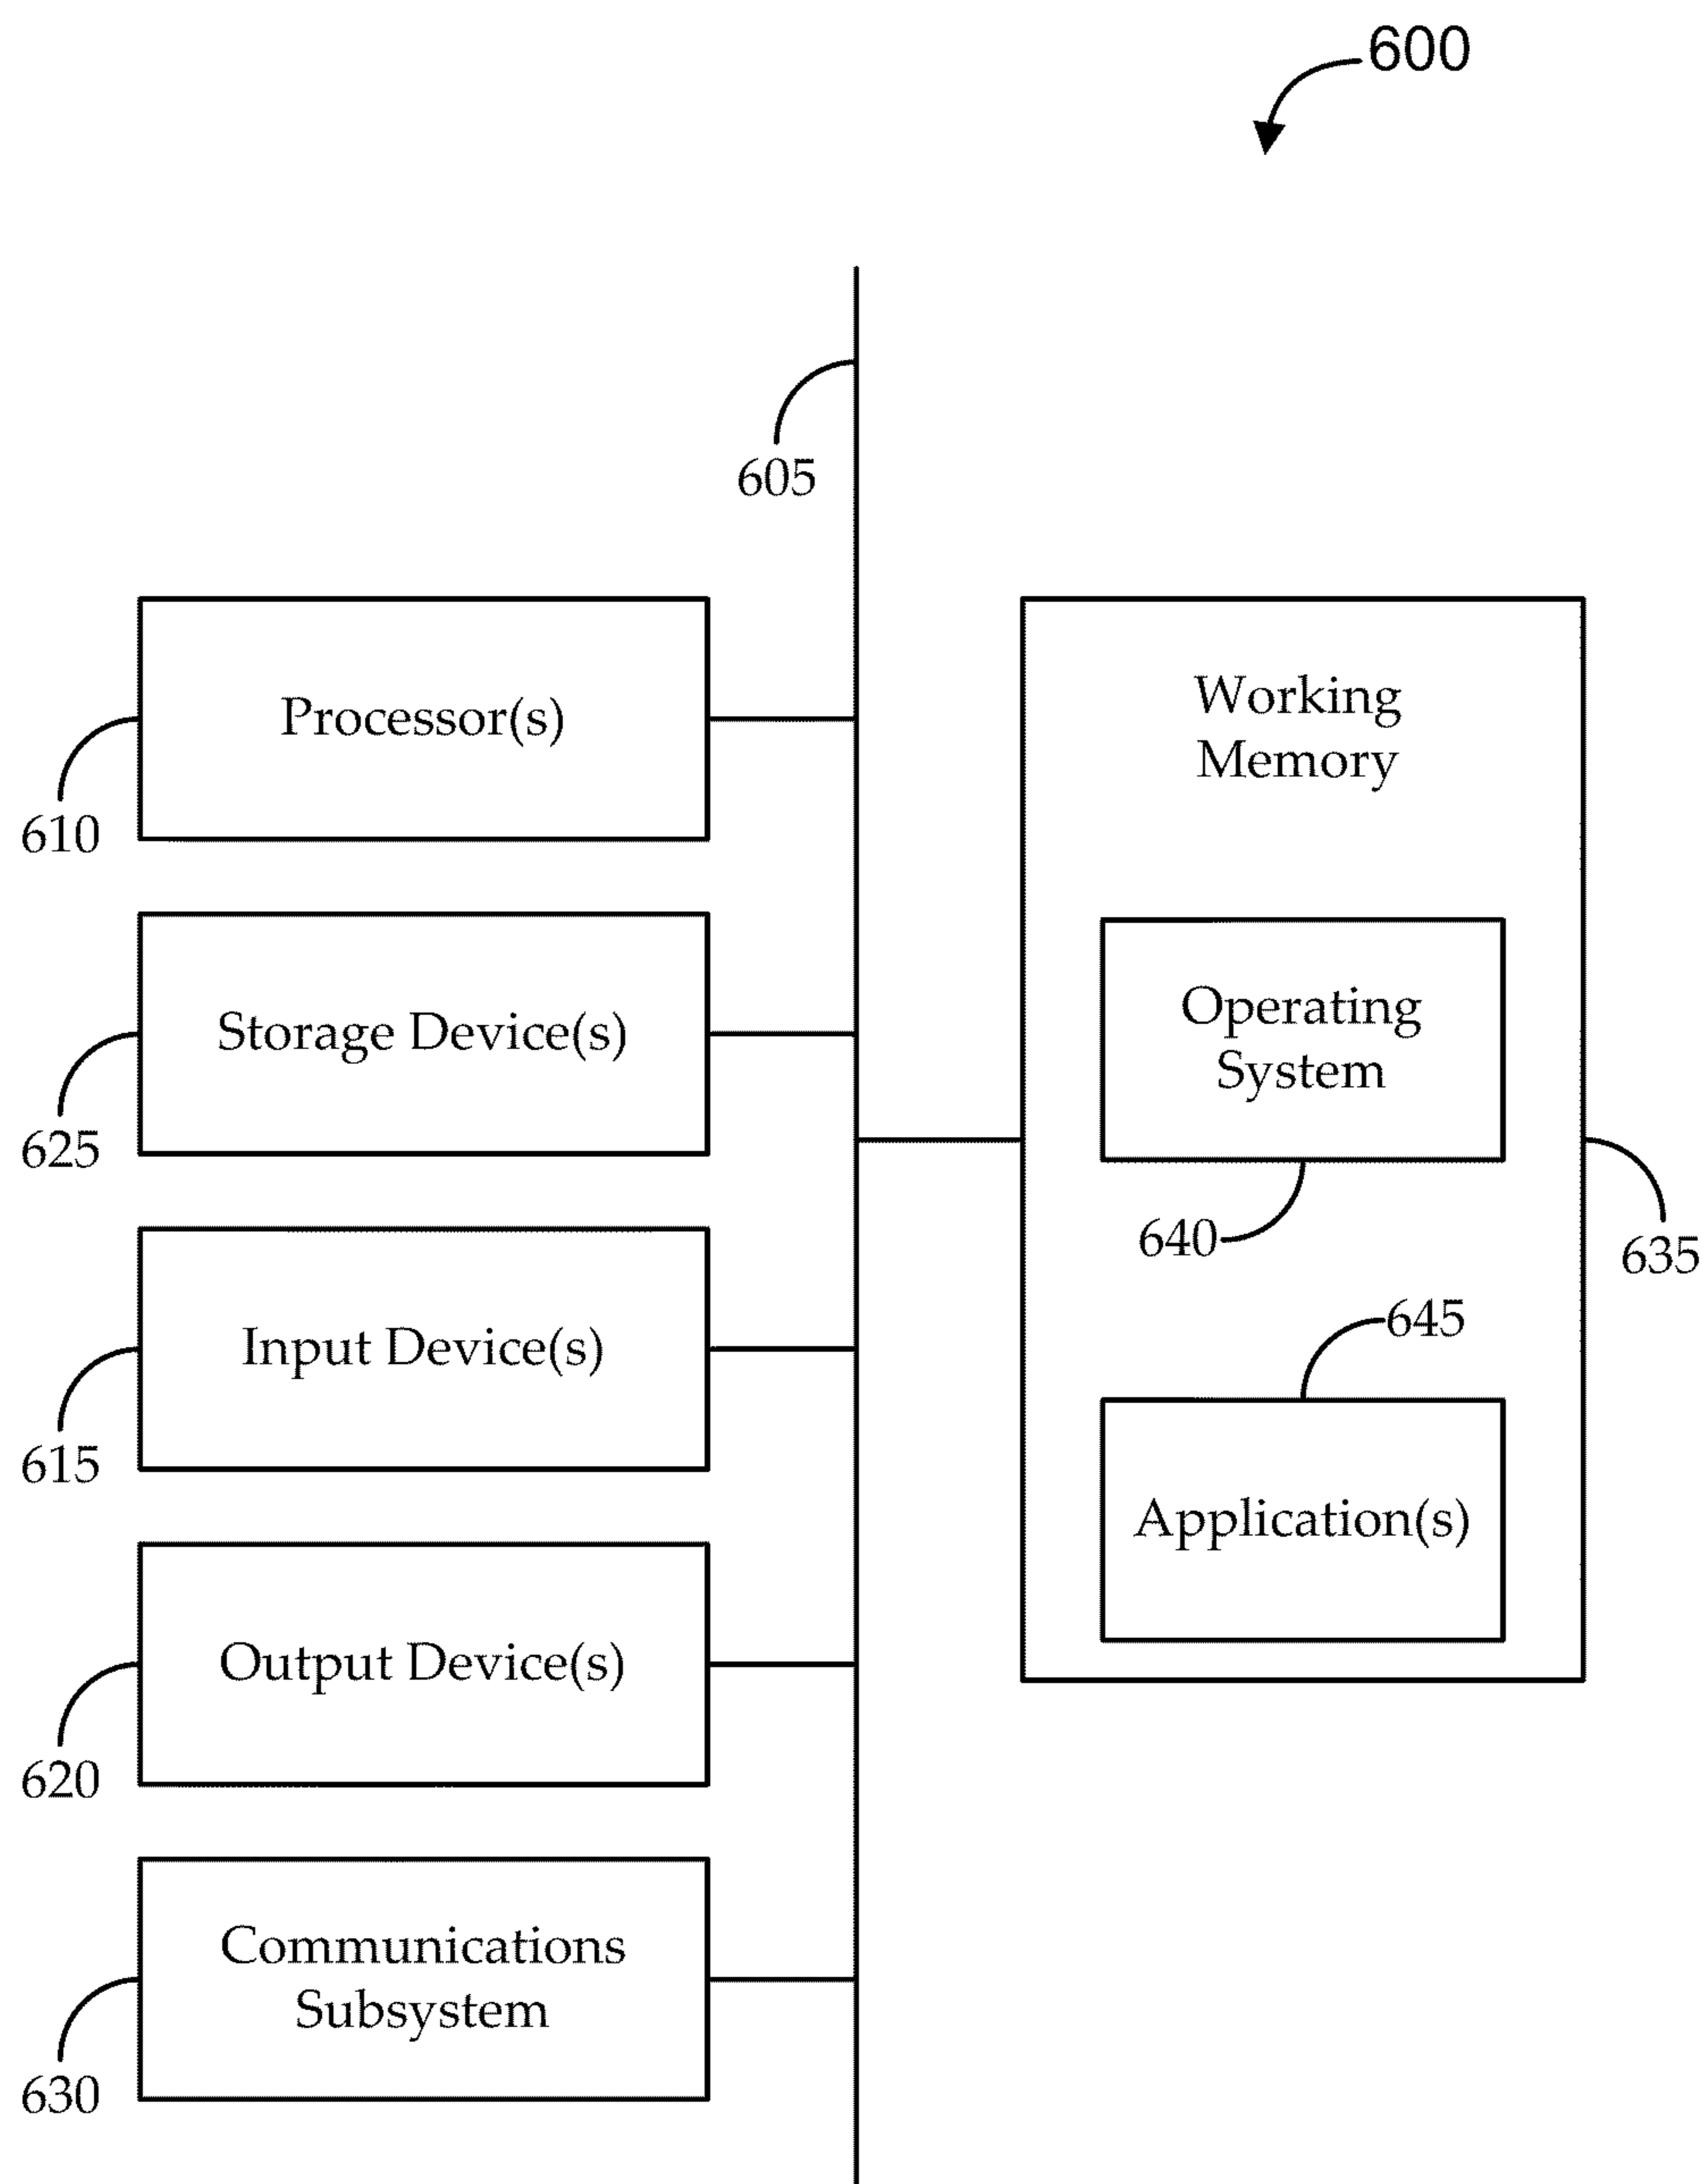 600
605
Processor(s)
610
Storage Device(s)
625
Input Device(s)
615
Output Device(s)
620
Communications
Subsystem
630
Working
Memory
Operating
System
640
635
645
Application(s)